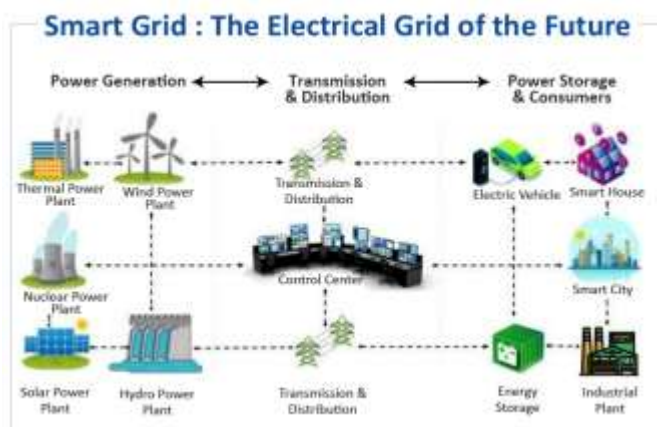 Smart Grid : The Electrical Grid of the Future
Power Generation
Transmission
& Distribution
Power Storage
& Consumers
Thermal Power
Plant
Wind Power
Plant
Transmission &
Distribution
Electric Vehicle
Smart House
Nuclear Power
Plant
Control Center
Smart City
Solar Power
Plant
Hydro Power
Plant
Transmission &
Distribution
Energy
Storage
Industrial
Plant